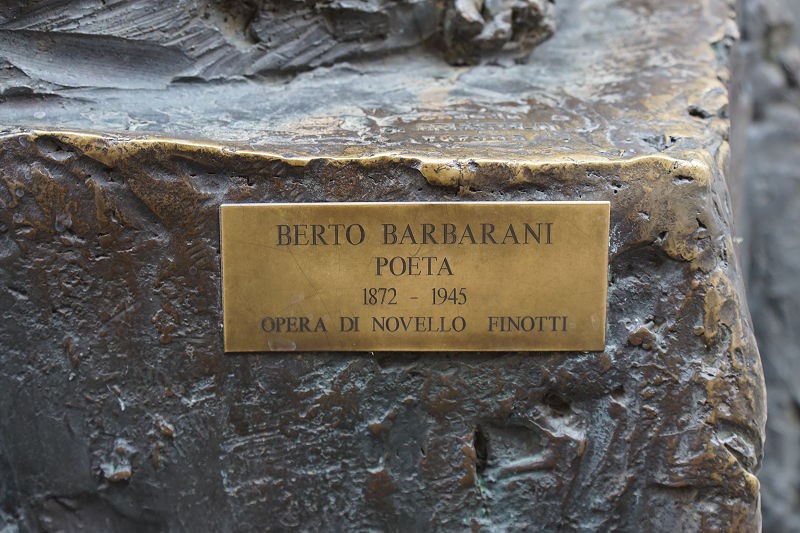 BERTO BARBARANI
POETA
1872 - 1945
OPERA DI NOVELLO FINOTTI